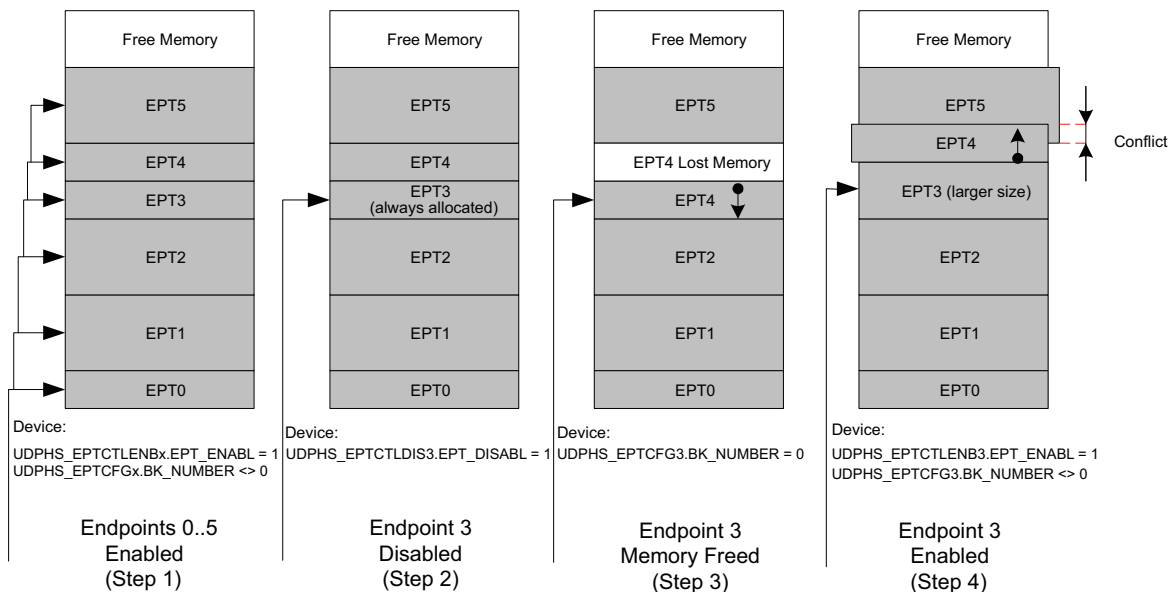 Free Memory
EPT5
EPT4
EPT3
EPT2
EPT1
EPT0
Device:
UDPHS_EPTCTLENBx.EPT_ENABL = 1
UDPHS_EPTCFGx.BK_NUMBER <> 0
Endpoints 0..5
Enabled
(Step 1)
Free Memory
EPT5
EPT4
EPT3
(always allocated)
EPT2
EPT1
EPT0
Device:
UDPHS_EPTCTLDIS3.EPT_DISABL = 1
Endpoint 3
Disabled
(Step 2)
Free Memory
EPT5
EPT4 Lost Memory
EPT4
EPT2
EPT1
EPT0
Device:
UDPHS_EPTCFG3.BK_NUMBER = 0
Endpoint 3
Memory Freed
(Step 3)
Free Memory
EPT5
EPT4
Conflict
EPT3 (larger size)
EPT2
EPT1
EPT0
Device:
UDPHS_EPTCTLENB3.EPT_ENABL = 1
UDPHS_EPTCFG3.BK_NUMBER <> 0
Endpoint 3
Enabled
(Step 4)